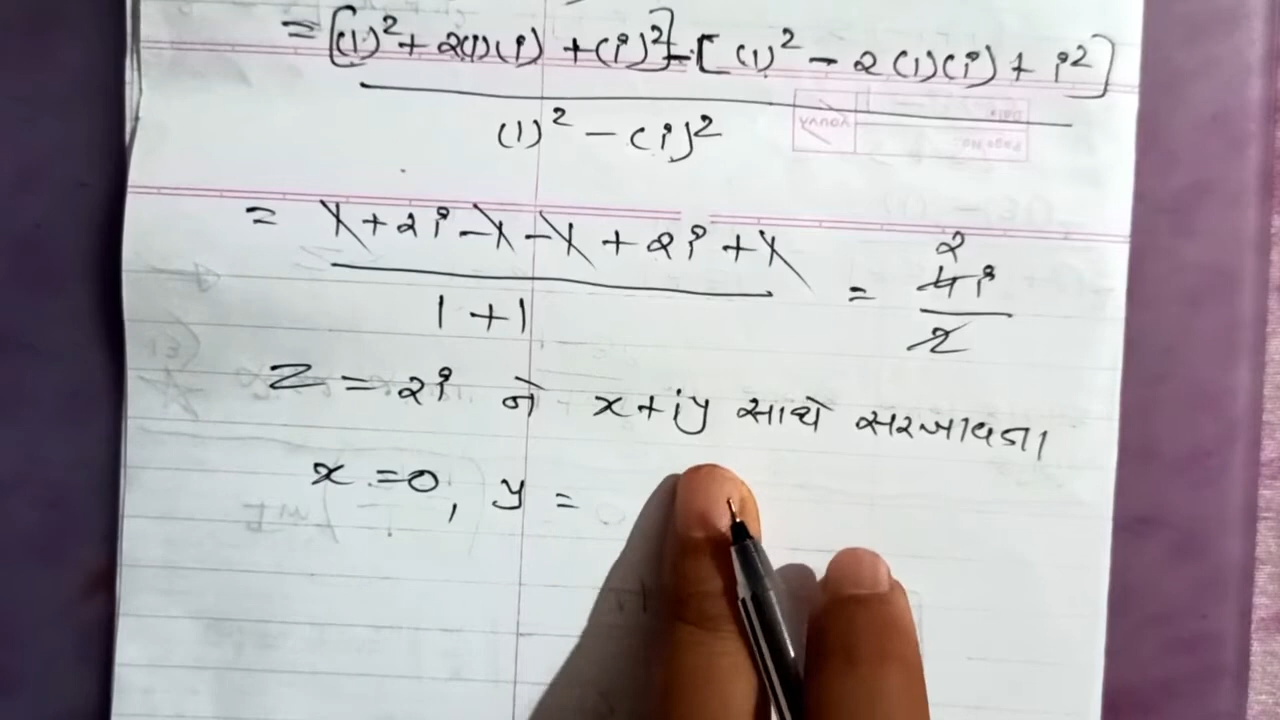 = [(1)² + 2(1)(i) + (i)²] - [(1)² - 2(1)(i) + i²]
(1)² - (i)²
= 1 + 2i - 1 - 1 + 2i + 1 = 2 4i
1 + 1 2
Z = 2i ને x + iy સાથે સરખાવતા
x = 0, y =